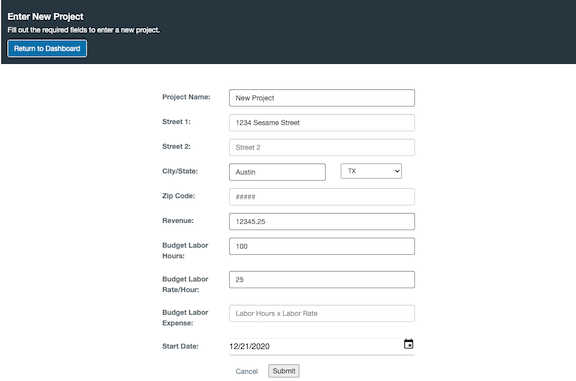 Enter New Project
Fill out the required fields to enter a new project.
Return to Dashboard
Project Name: New Project
Street 1: 1234 Sesame Street
Street 2: Street 2
City/State: Austin TX
Zip Code: #####
Revenue: 12345.25
Budget Labor 100
Hours:
Budget Labor 25
Rate/Hour:
Budget Labor Labor Hours x Labor Rate
Expense:
Start Date: 12/21/2020
Cancel Submit